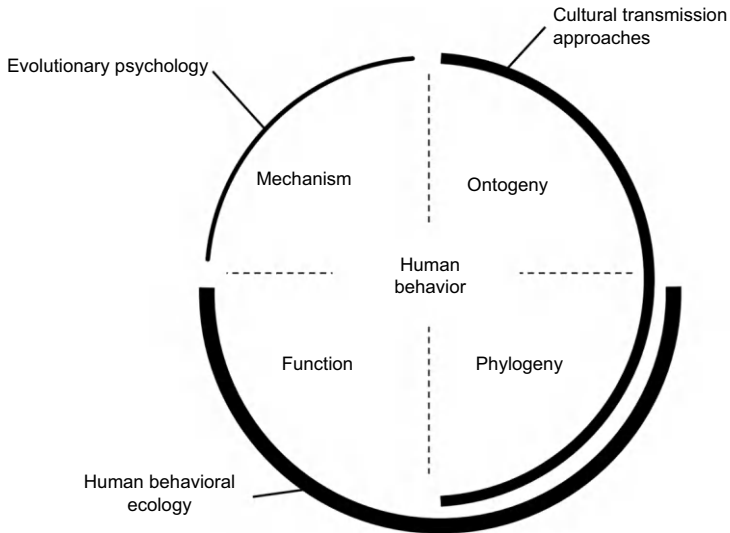 Cultural transmission
approaches
Evolutionary psychology
Mechanism
Ontogeny
Human
behavior
Function
Phylogeny
Human behavioral
ecology